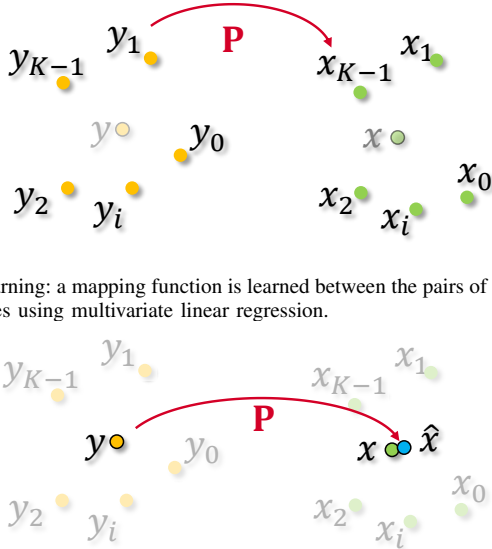 y_1 P x_{K-1} x_1
y_{K-1}
y x
y_0
x_0
y_2 y_i x_2 x_i
rning: a mapping function is learned between the pairs of
es using multivariate linear regression.
y_1 x_1
y_{K-1} x_{K-1}
P
y y_0 x x̂
x_0
y_2 y_i x_2 x_i